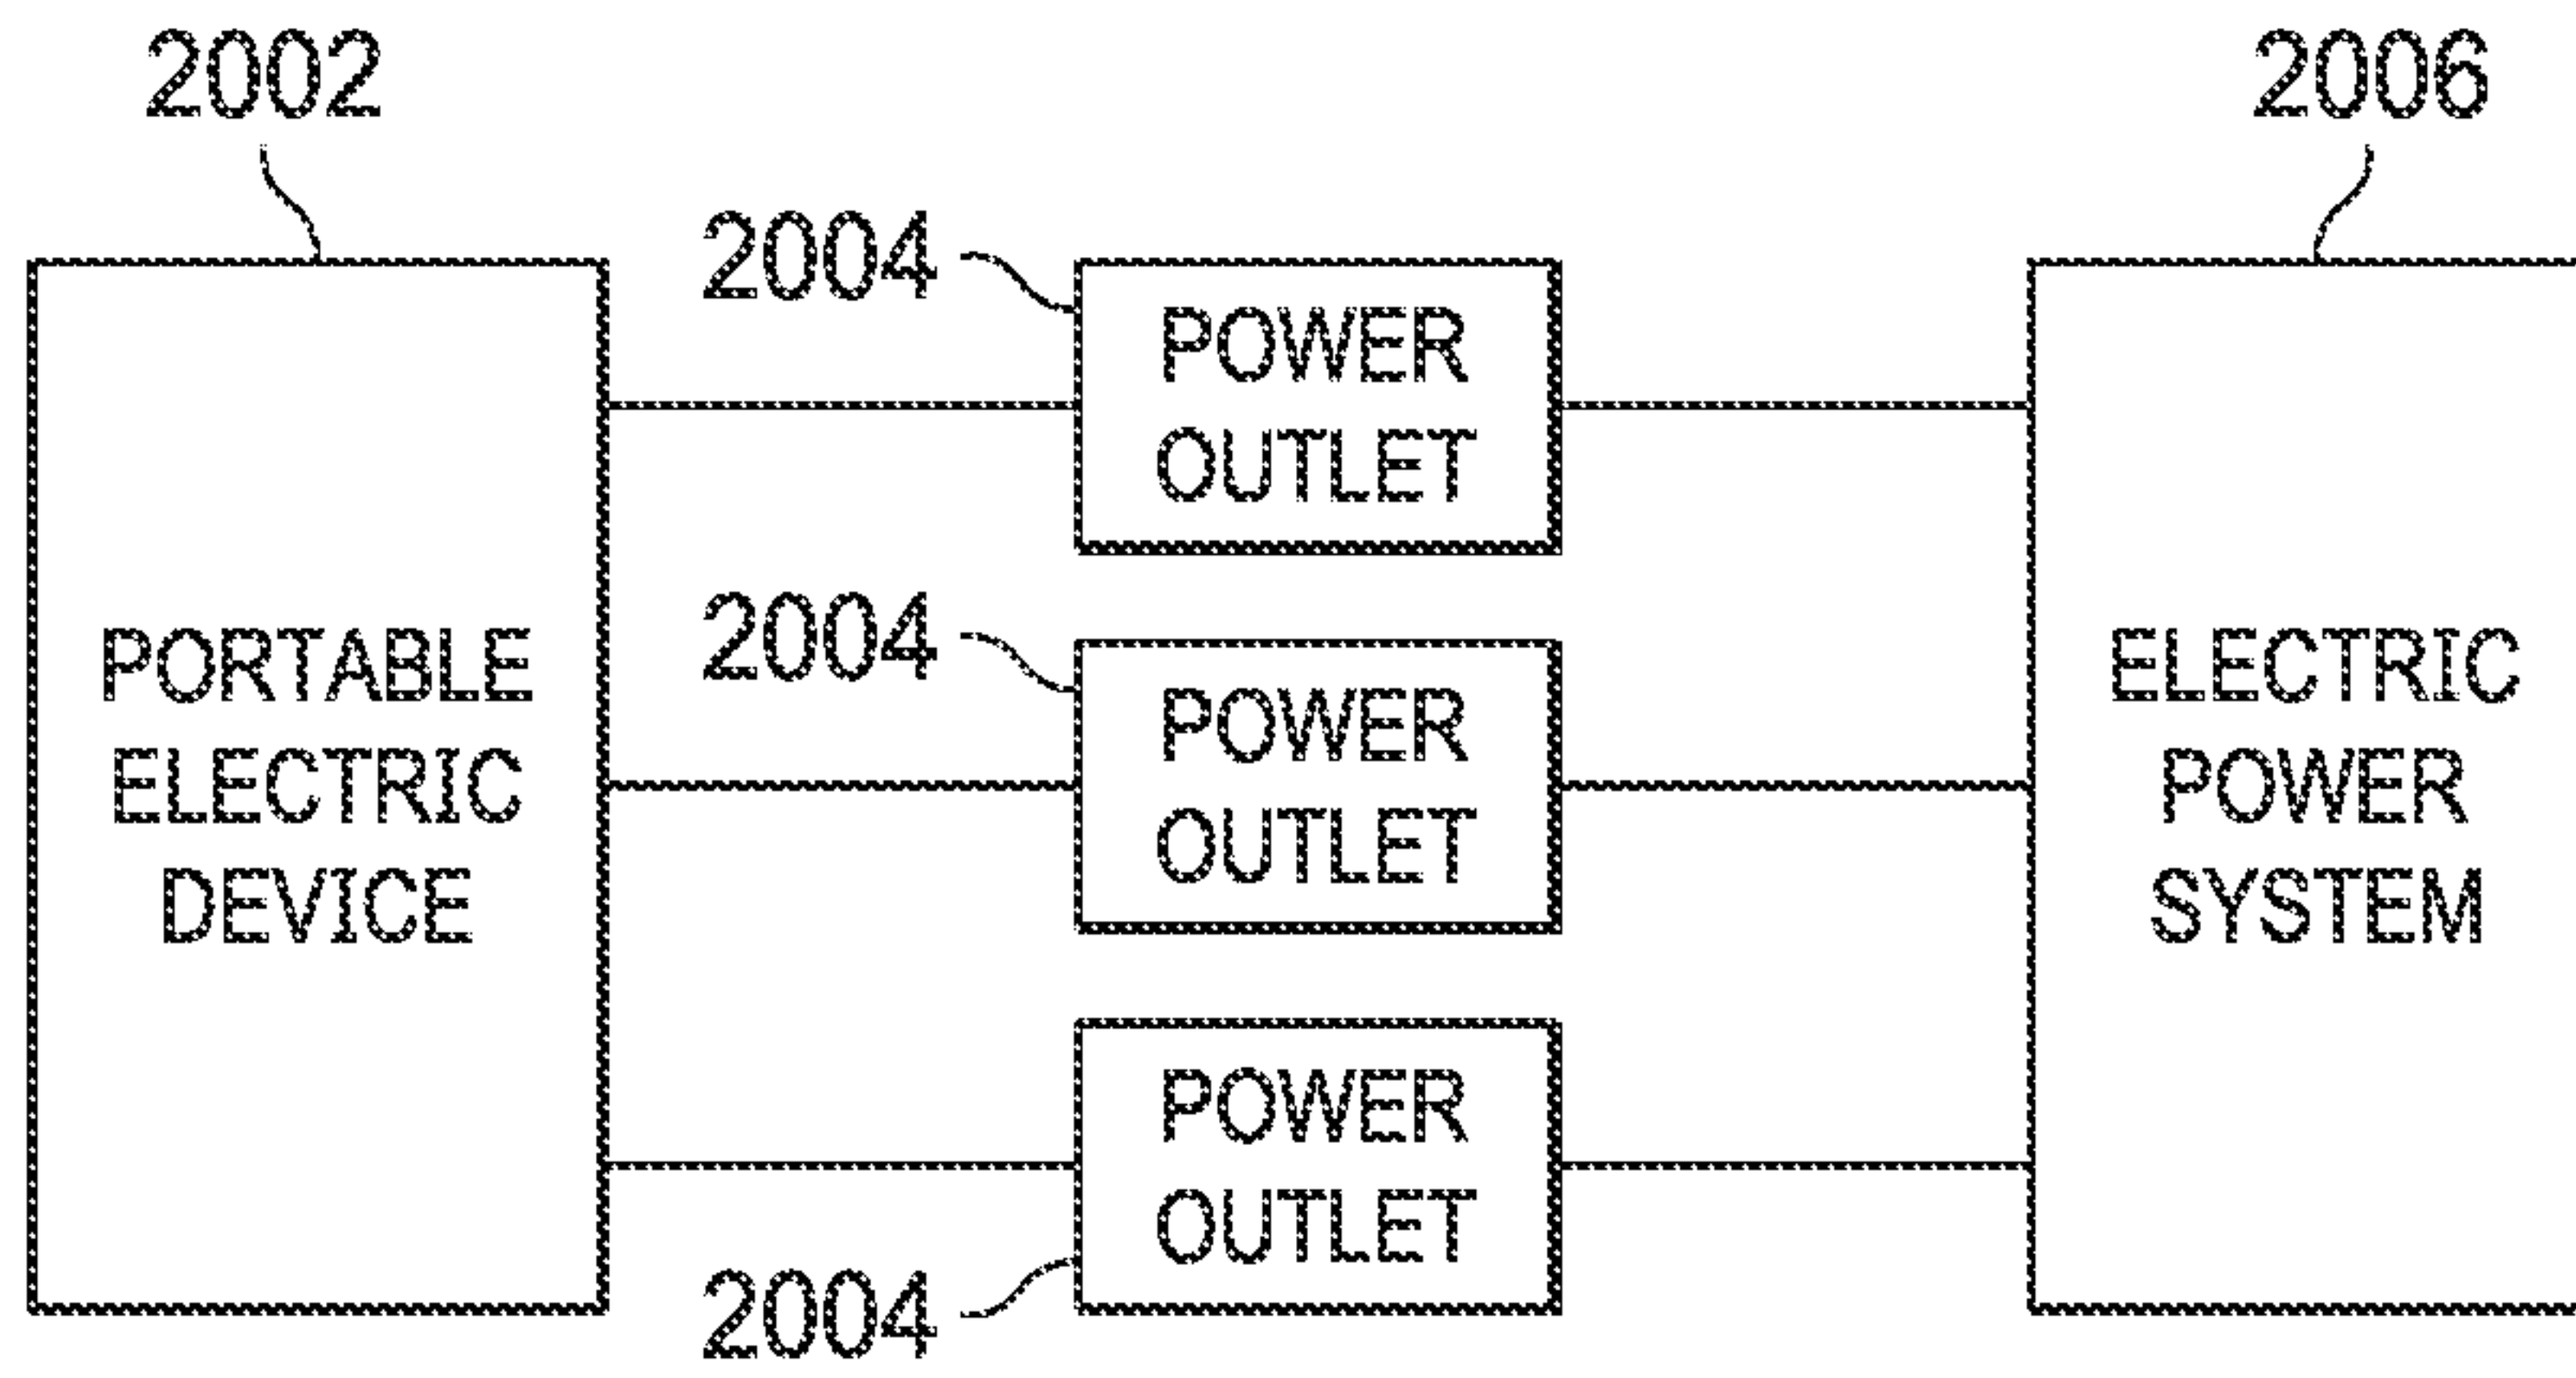 2002
2006
2004
POWER
OUTLET
2004
PORTABLE
ELECTRIC
DEVICE
POWER
OUTLET
ELECTRIC
POWER
SYSTEM
POWER
OUTLET
2004